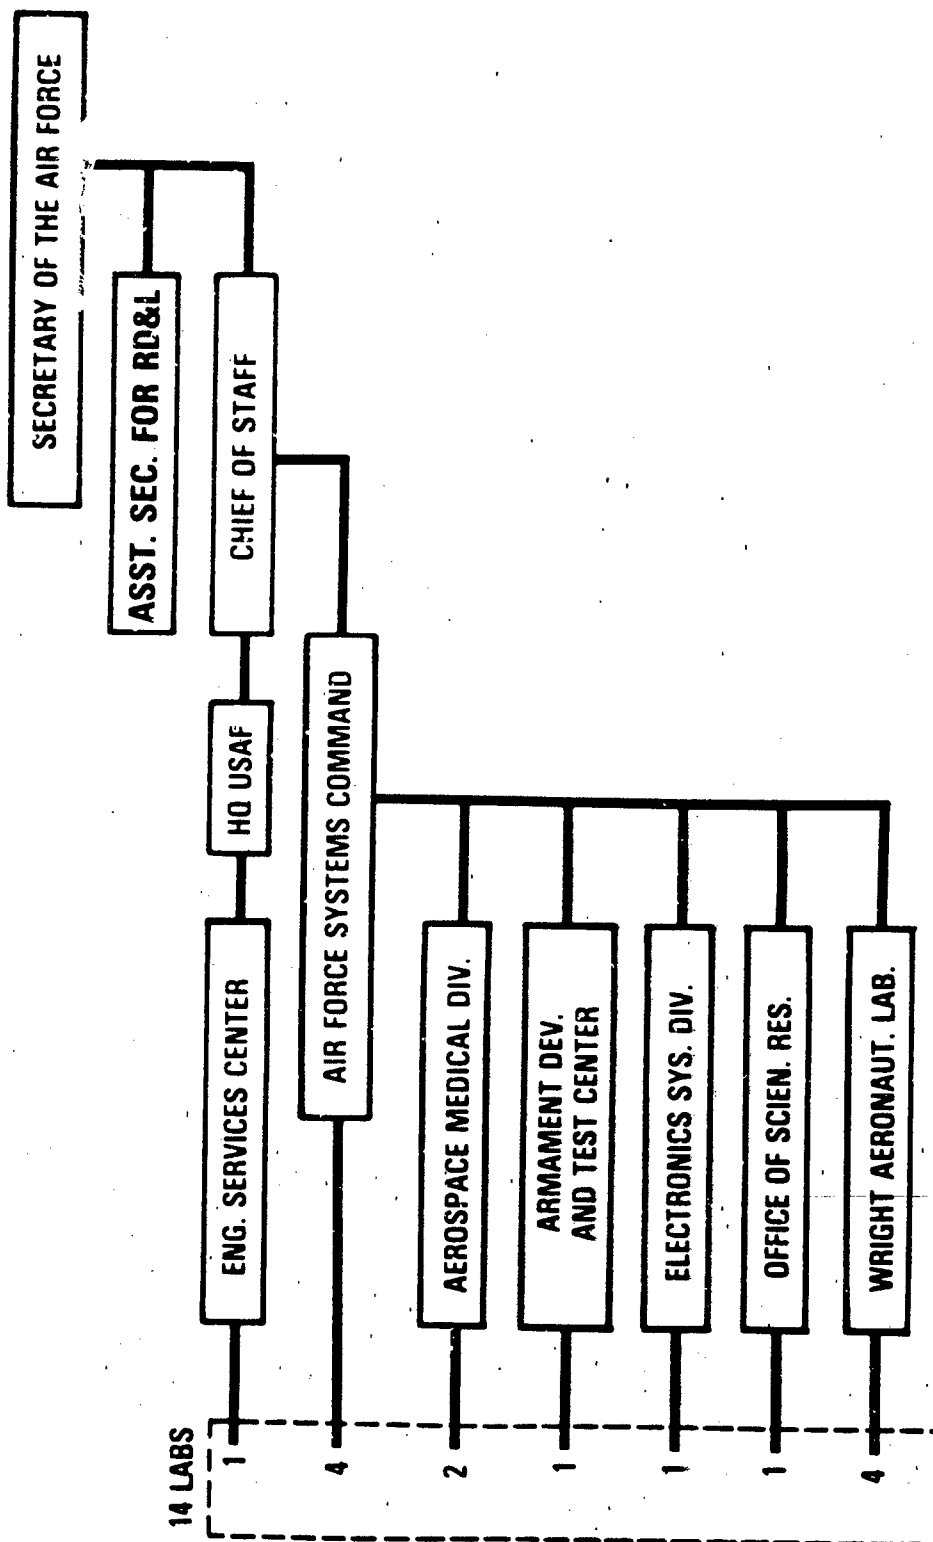 SECRETARY OF THE AIR FORCE
ASST. SEC. FOR RD&L
CHIEF OF STAFF
HQ USAF
ENG. SERVICES CENTER
AIR FORCE SYSTEMS COMMAND
AEROSPACE MEDICAL DIV.
ARMAMENT DEV.
AND TEST CENTER
ELECTRONICS SYS. DIV.
OFFICE OF SCIEN. RES.
WRIGHT AERONAUT. LAB.
14 LABS
1
4
2
1
1
1
4